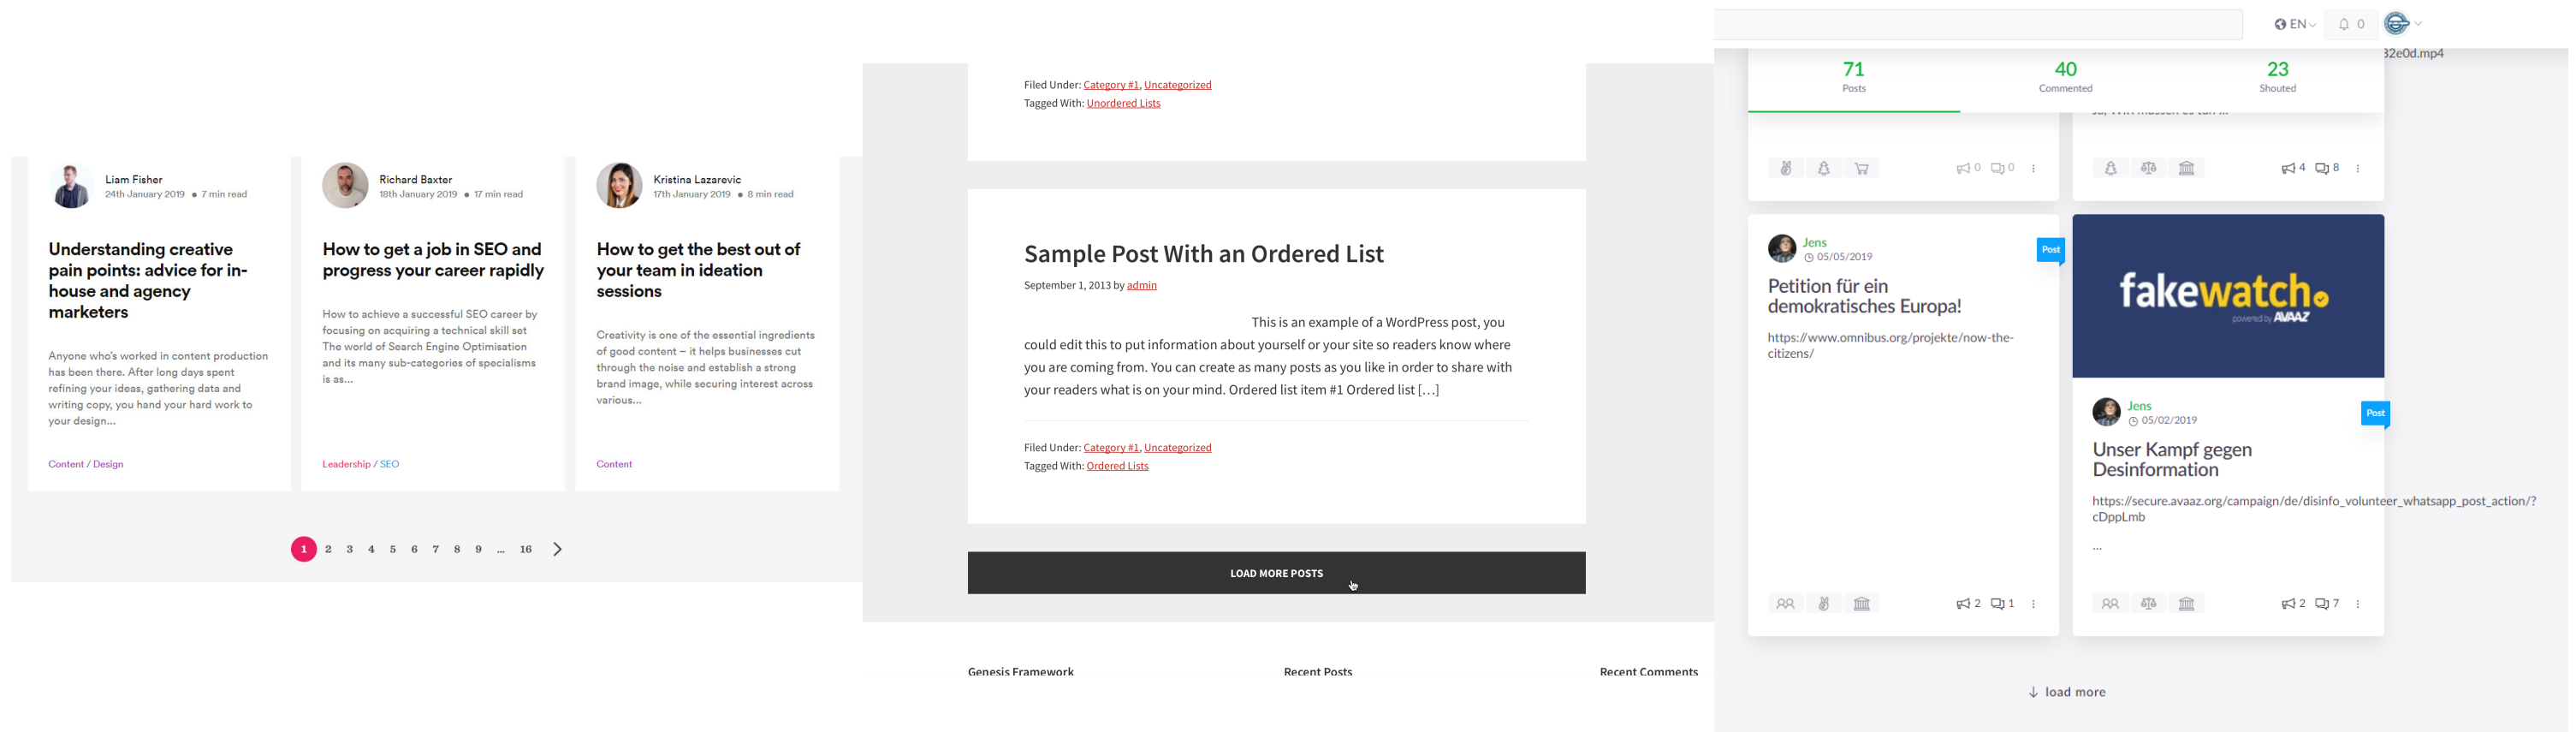 Liam Fisher
24th January 2019 • 7 min read
Understanding creative
pain points: advice for in-
house and agency
marketers
Anyone who's worked in content production
has been there. After long days spent
refining your ideas, gathering data and
writing copy, you hand your hard work to
your design...
Content / Design
Richard Baxter
18th January 2019 • 17 min read
How to get a job in SEO and
progress your career rapidly
How to achieve a successful SEO career by
focusing on acquiring a technical skill set
The world of Search Engine Optimisation
and its many sub-categories of specialisms
is as...
Leadership / SEO
Kristina Lazarevic
17th January 2019 • 8 min read
How to get the best out of
your team in ideation
sessions
Creativity is one of the essential ingredients
of good content – it helps businesses cut
through the noise and establish a strong
brand image, while securing interest across
various...
Content
1 2 3 4 5 6 7 8 9 ... 16
Filed Under: Category #1, Uncategorized
Tagged With: Unordered Lists
Sample Post With an Ordered List
September 1, 2013 by admin
This is an example of a WordPress post, you
could edit this to put information about yourself or your site so readers know where
you are coming from. You can create as many posts as you like in order to share with
your readers what is on your mind. Ordered list item #1 Ordered list […]
Filed Under: Category #1, Uncategorized
Tagged With: Ordered Lists
LOAD MORE POSTS
Genesis Framework
Recent Posts
Recent Comments
EN
0
32e0d.mp4
71
Posts
40
Commented
23
Shouted
0 0
4 8
Jens
05/05/2019
Post
Petition für ein
demokratisches Europa!
https://www.omnibus.org/projekte/now-the-
citizens/
2 1
fakewatch
powered by AVAAZ
Jens
05/02/2019
Post
Unser Kampf gegen
Desinformation
https://secure.avaaz.org/campaign/de/disinfo_volunteer_whatsapp_post_action/?
cDppLmb
...
2 7
load more